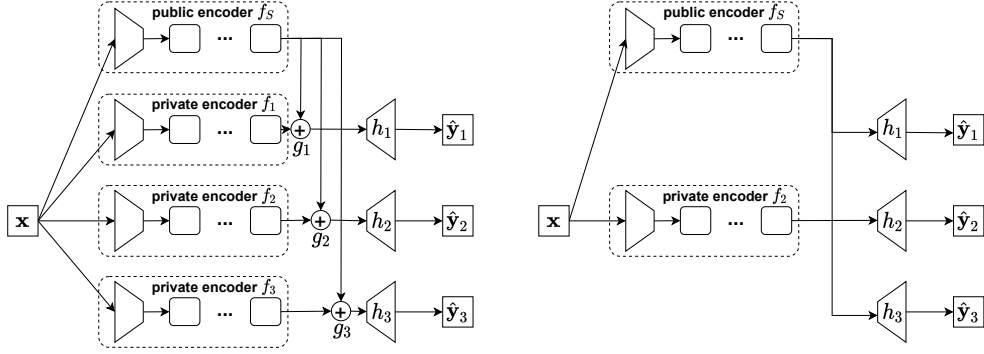 public encoder f_S
...
private encoder f_1
...
+
g_1
h_1
ŷ_1
x
private encoder f_2
...
+
g_2
h_2
ŷ_2
private encoder f_3
...
+
g_3
h_3
ŷ_3
public encoder f_S
...
h_1
ŷ_1
x
private encoder f_2
...
h_2
ŷ_2
h_3
ŷ_3